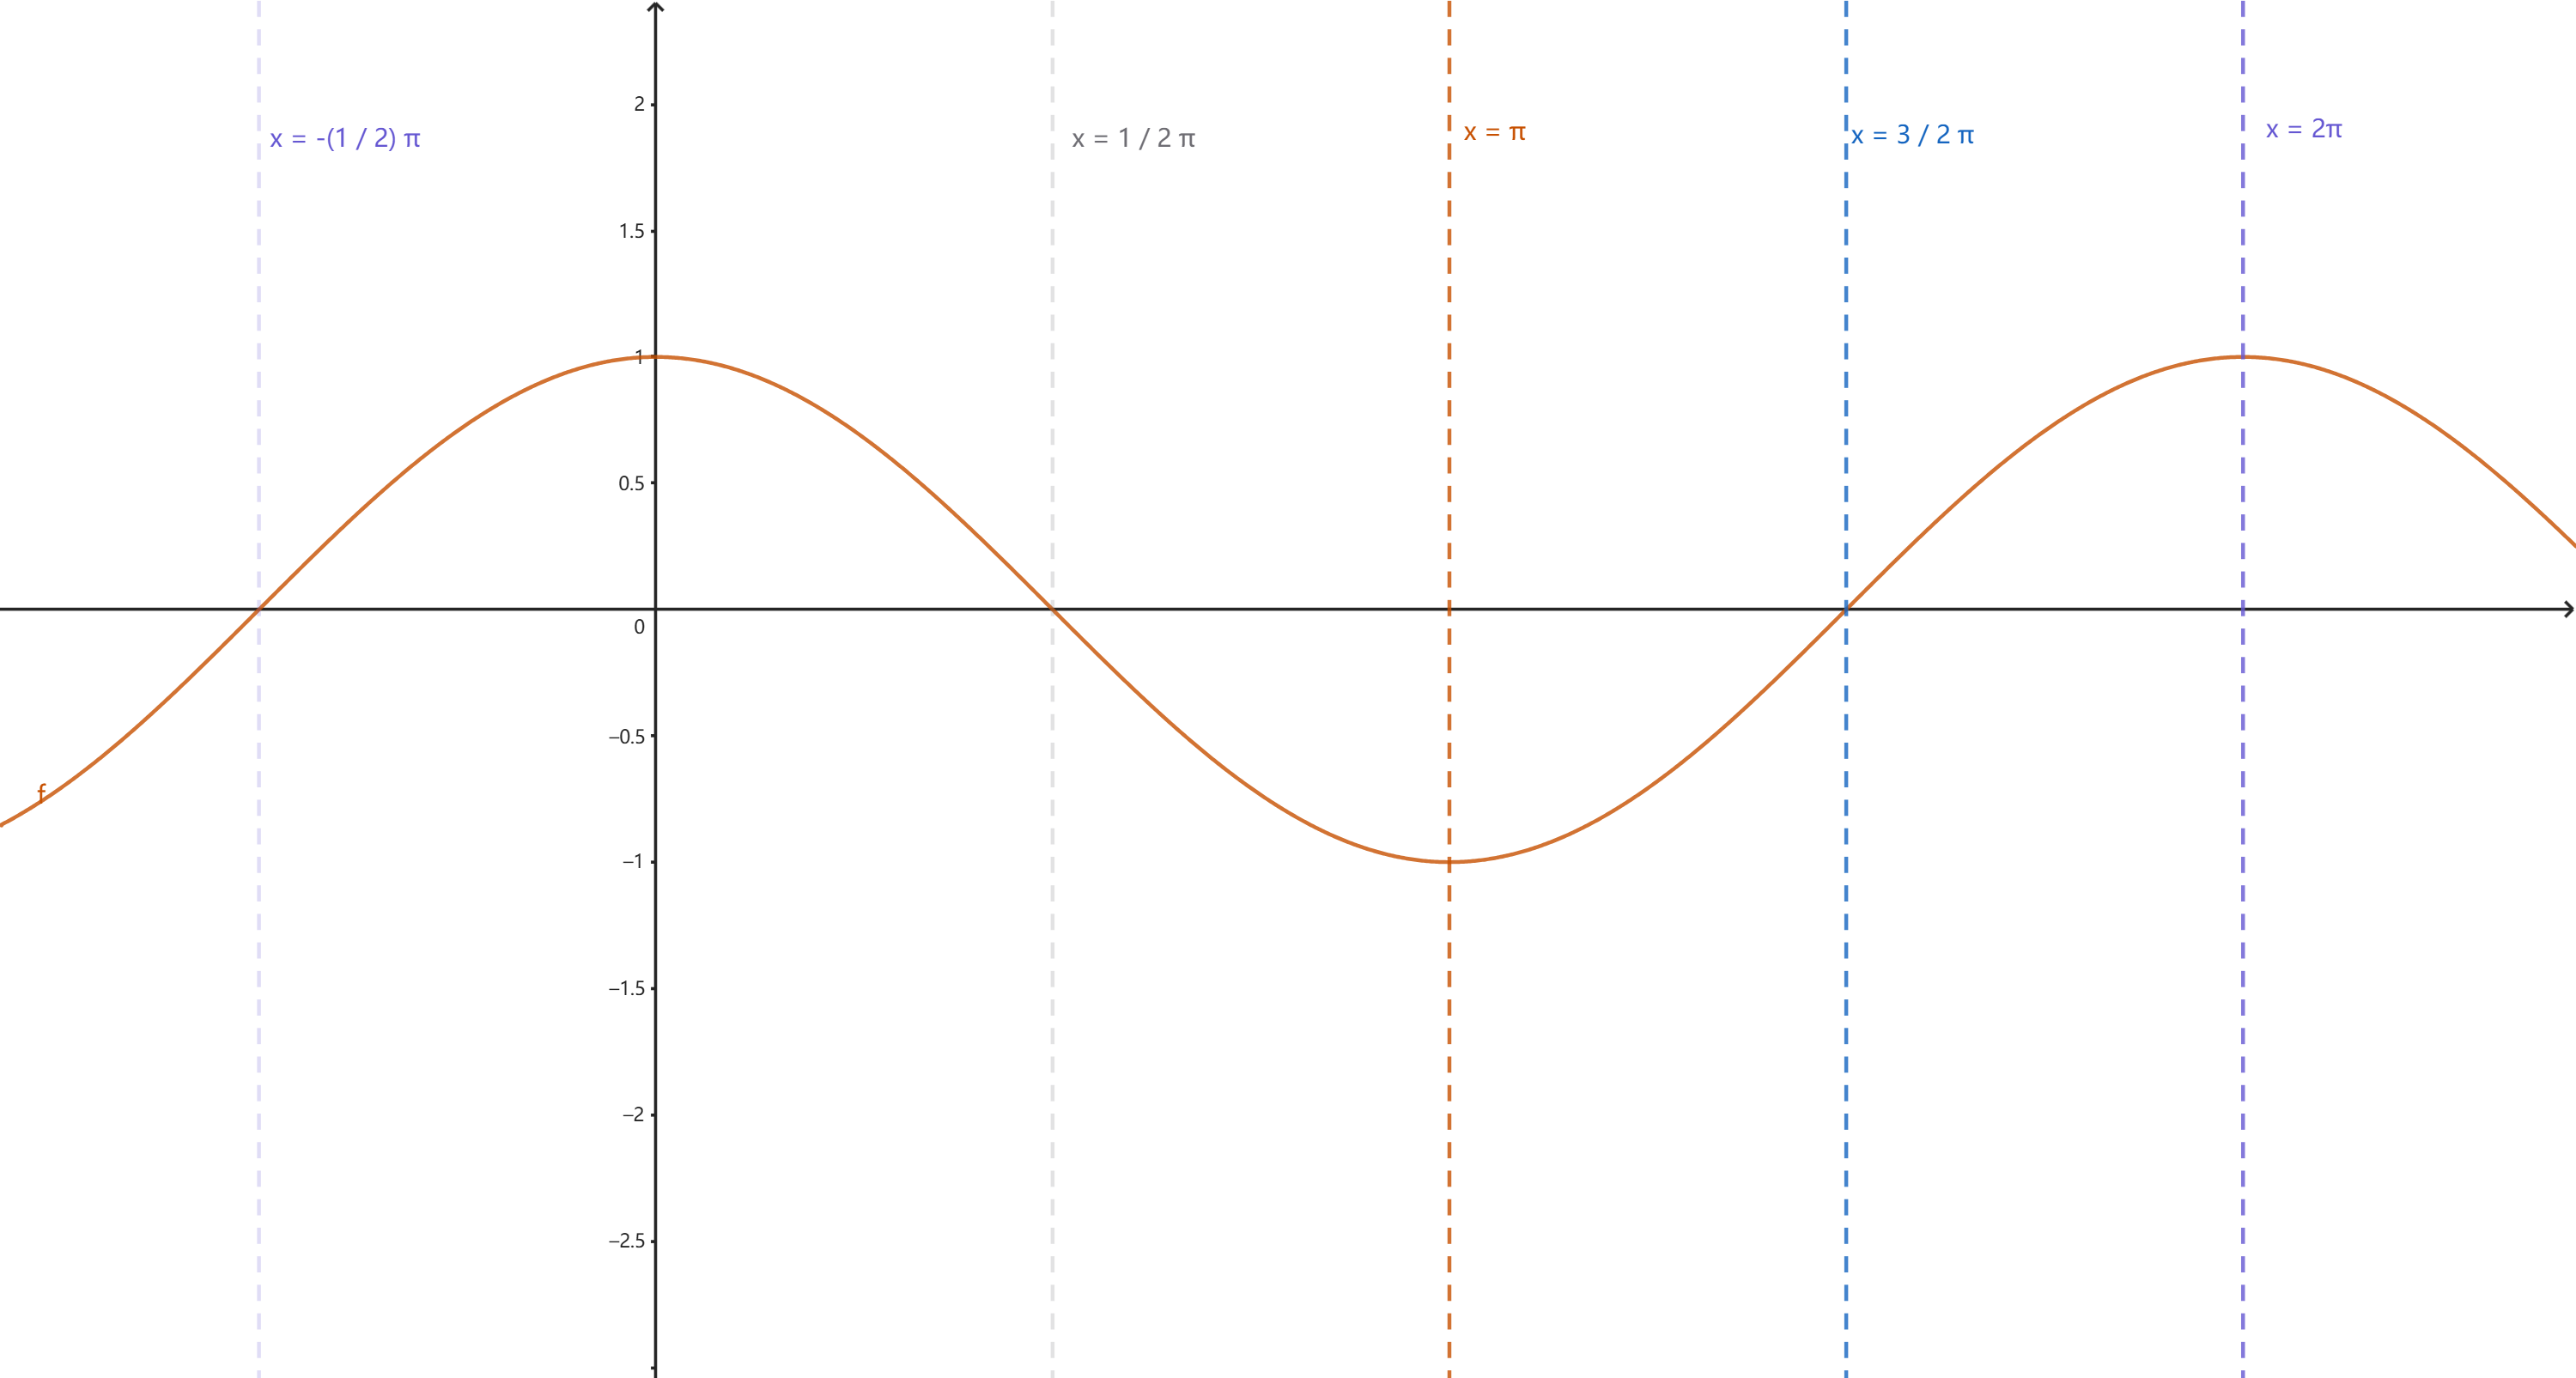 2
x = -(1 / 2) π
x = 1 / 2 π
x = π
x = 3 / 2 π
x = 2π
1.5
1
0.5
0
–0.5
f
–1
–1.5
–2
–2.5